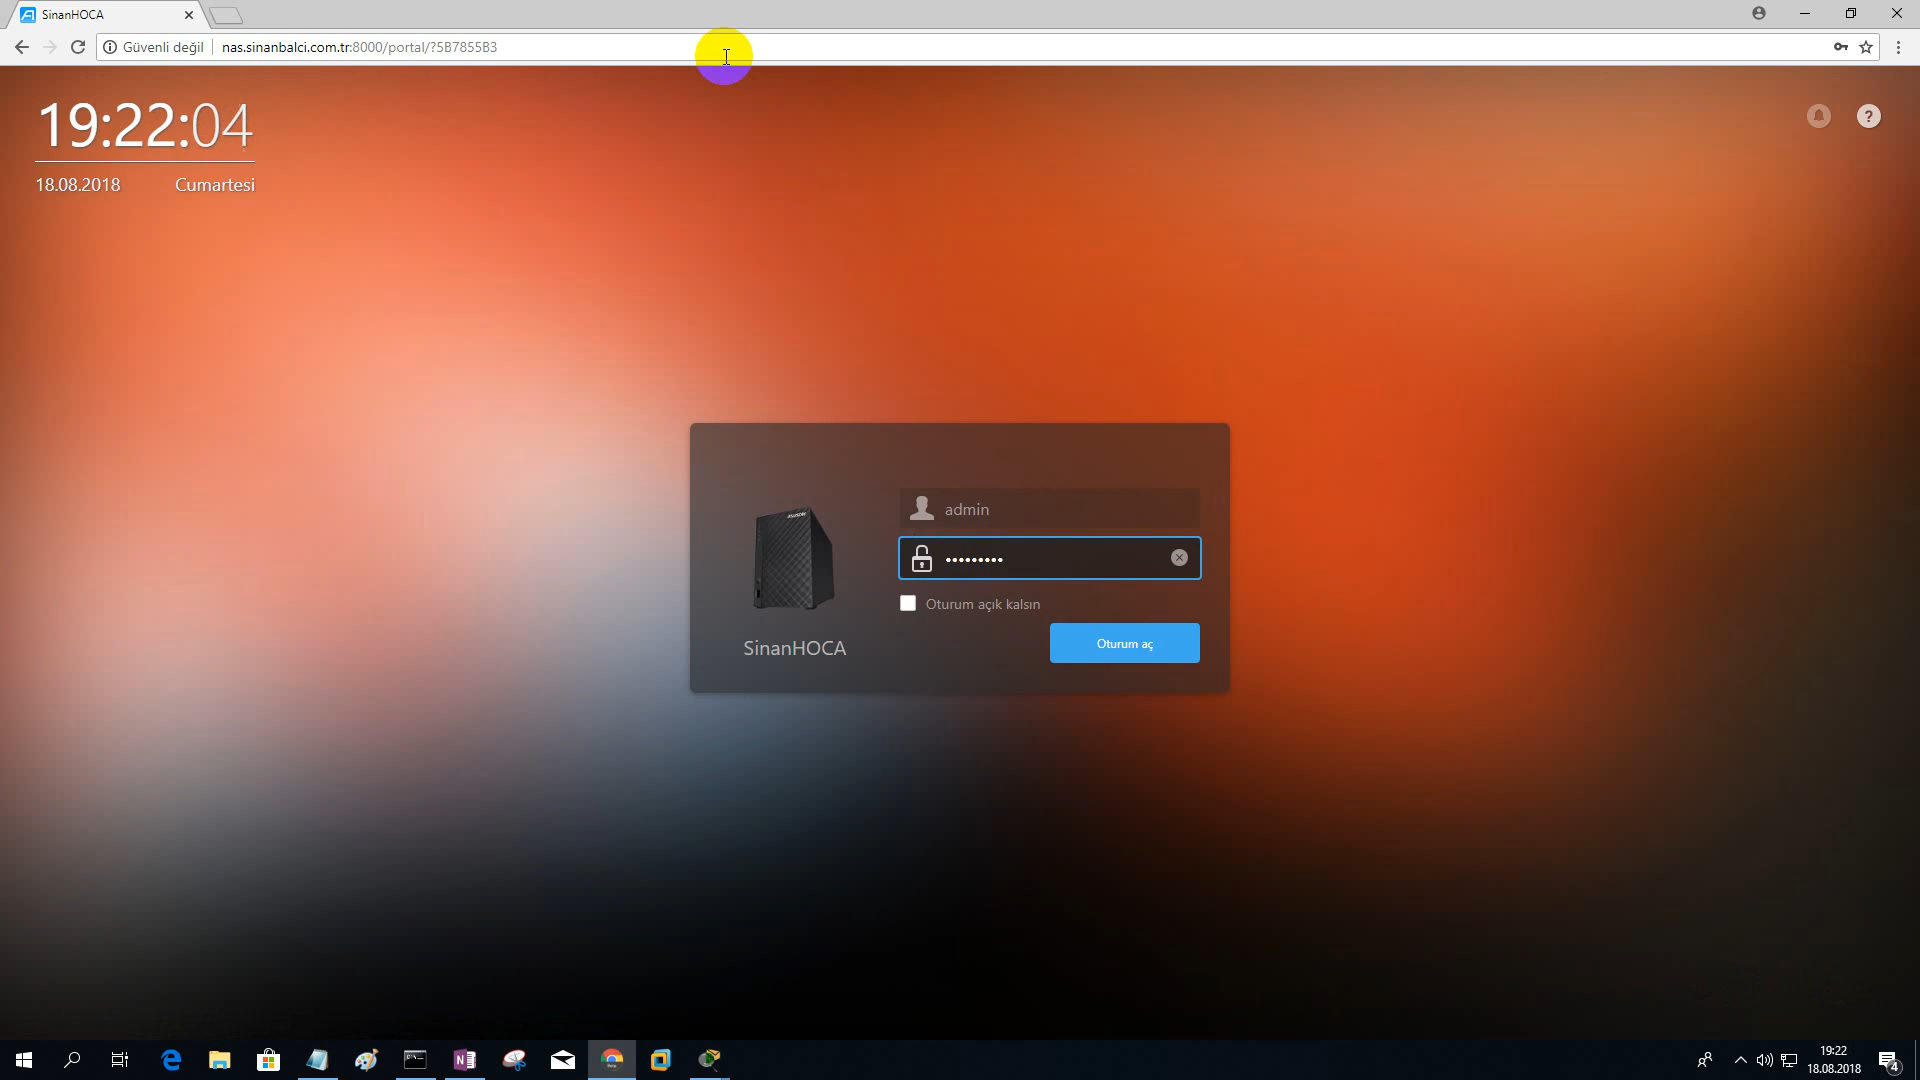 SinanHOCA
Güvenli değil
nas.sinanbalci.com.tr:8000/portal/?5B7855B3
19:22:04
18.08.2018 Cumartesi
?
admin
•••••••••
Oturum açık kalsın
SinanHOCA
Oturum aç
19:22
18.08.2018
4